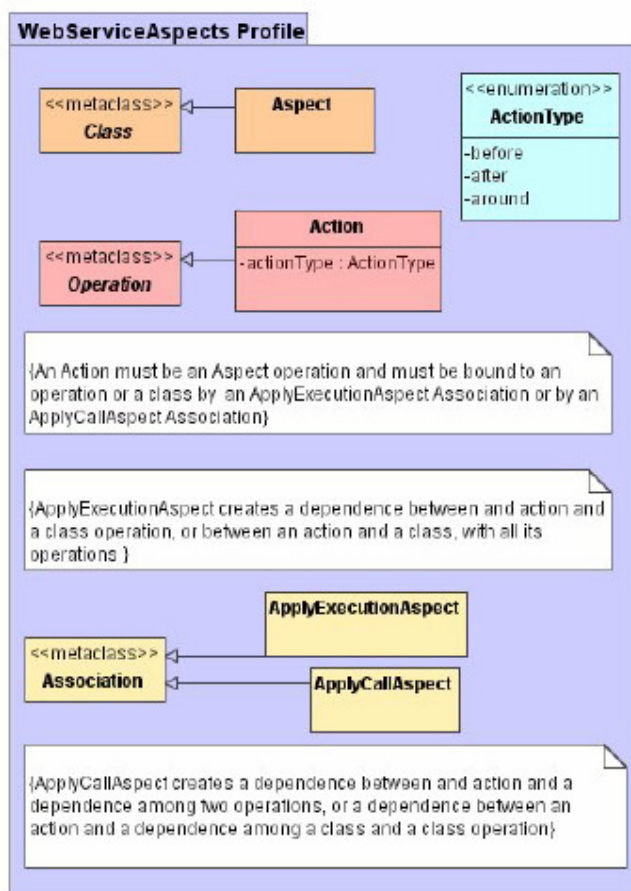 WebServiceAspects Profile
<<metaclass>>
Class
Aspect
<<enumeration>>
ActionType
-before
-after
-around
Action
-actionType : ActionType
<<metaclass>>
Operation
{An Action must be an Aspect operation and must be bound to an
operation or a class by an ApplyExecutionAspect Association or by an
ApplyCallAspect Association}
{ApplyExecutionAspect creates a dependence between and action and
a class operation, or between an action and a class, with all its
operations }
ApplyExecutionAspect
<<metaclass>>
Association
ApplyCallAspect
{ApplyCallAspect creates a dependence between and action and a
dependence among two operations, or a dependence between an
action and a dependence among a class and a class operation}